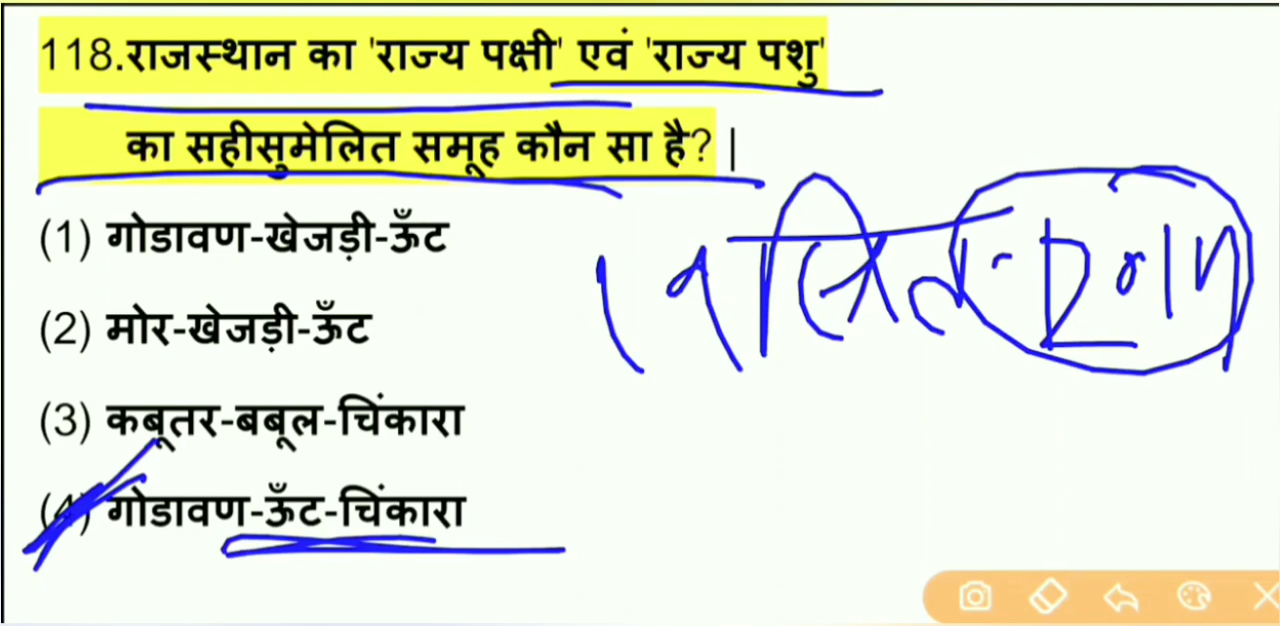 118.राजस्थान का 'राज्य पक्षी' एवं 'राज्य पशु'
का सहीसुमेलित समूह कौन सा है? |
(1) गोडावण-खेजड़ी-ऊँट
(2) मोर-खेजड़ी-ऊँट
(3) कबूतर-बबूल-चिंकारा
(4) गोडावण-ऊँट-चिंकारा